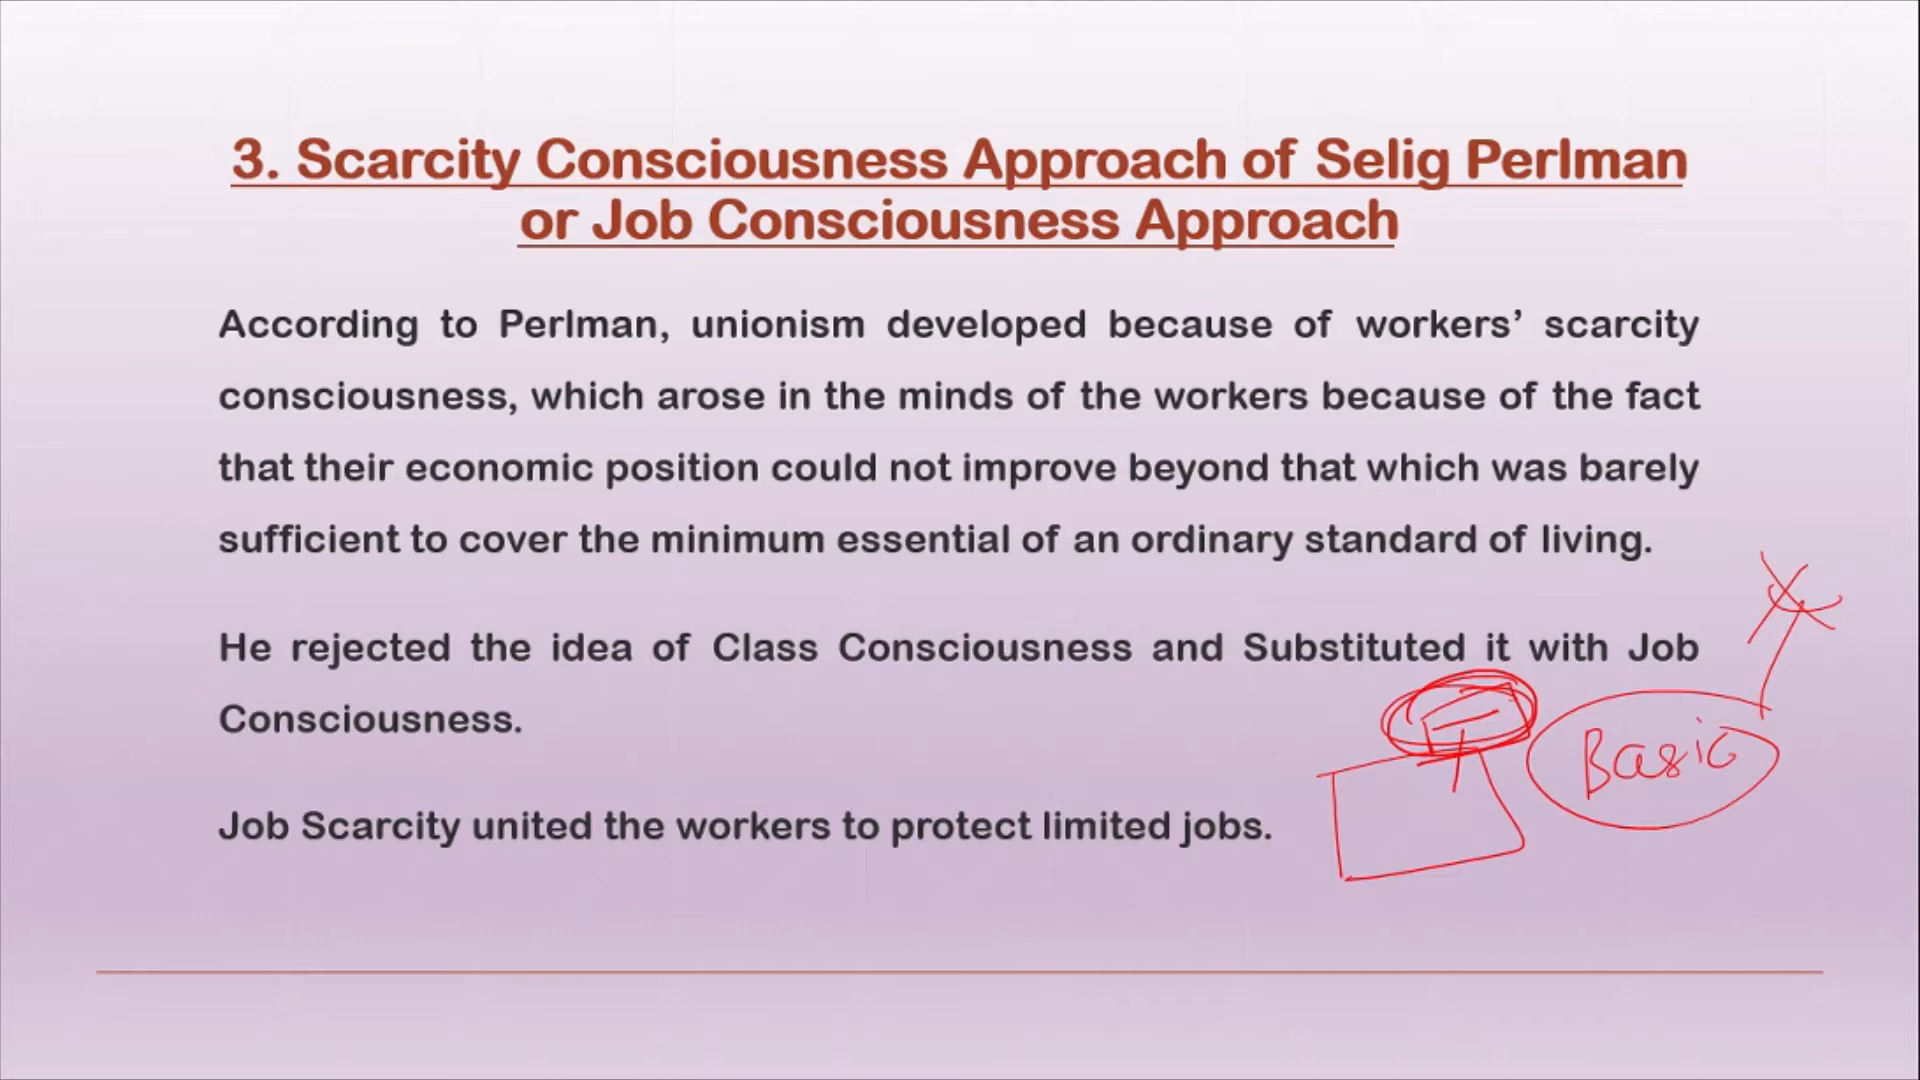 3. Scarcity Consciousness Approach of Selig Perlman
or Job Consciousness Approach
According to Perlman, unionism developed because of workers’ scarcity
consciousness, which arose in the minds of the workers because of the fact
that their economic position could not improve beyond that which was barely
sufficient to cover the minimum essential of an ordinary standard of living.
He rejected the idea of Class Consciousness and Substituted it with Job
Consciousness.
Basic
Job Scarcity united the workers to protect limited jobs.